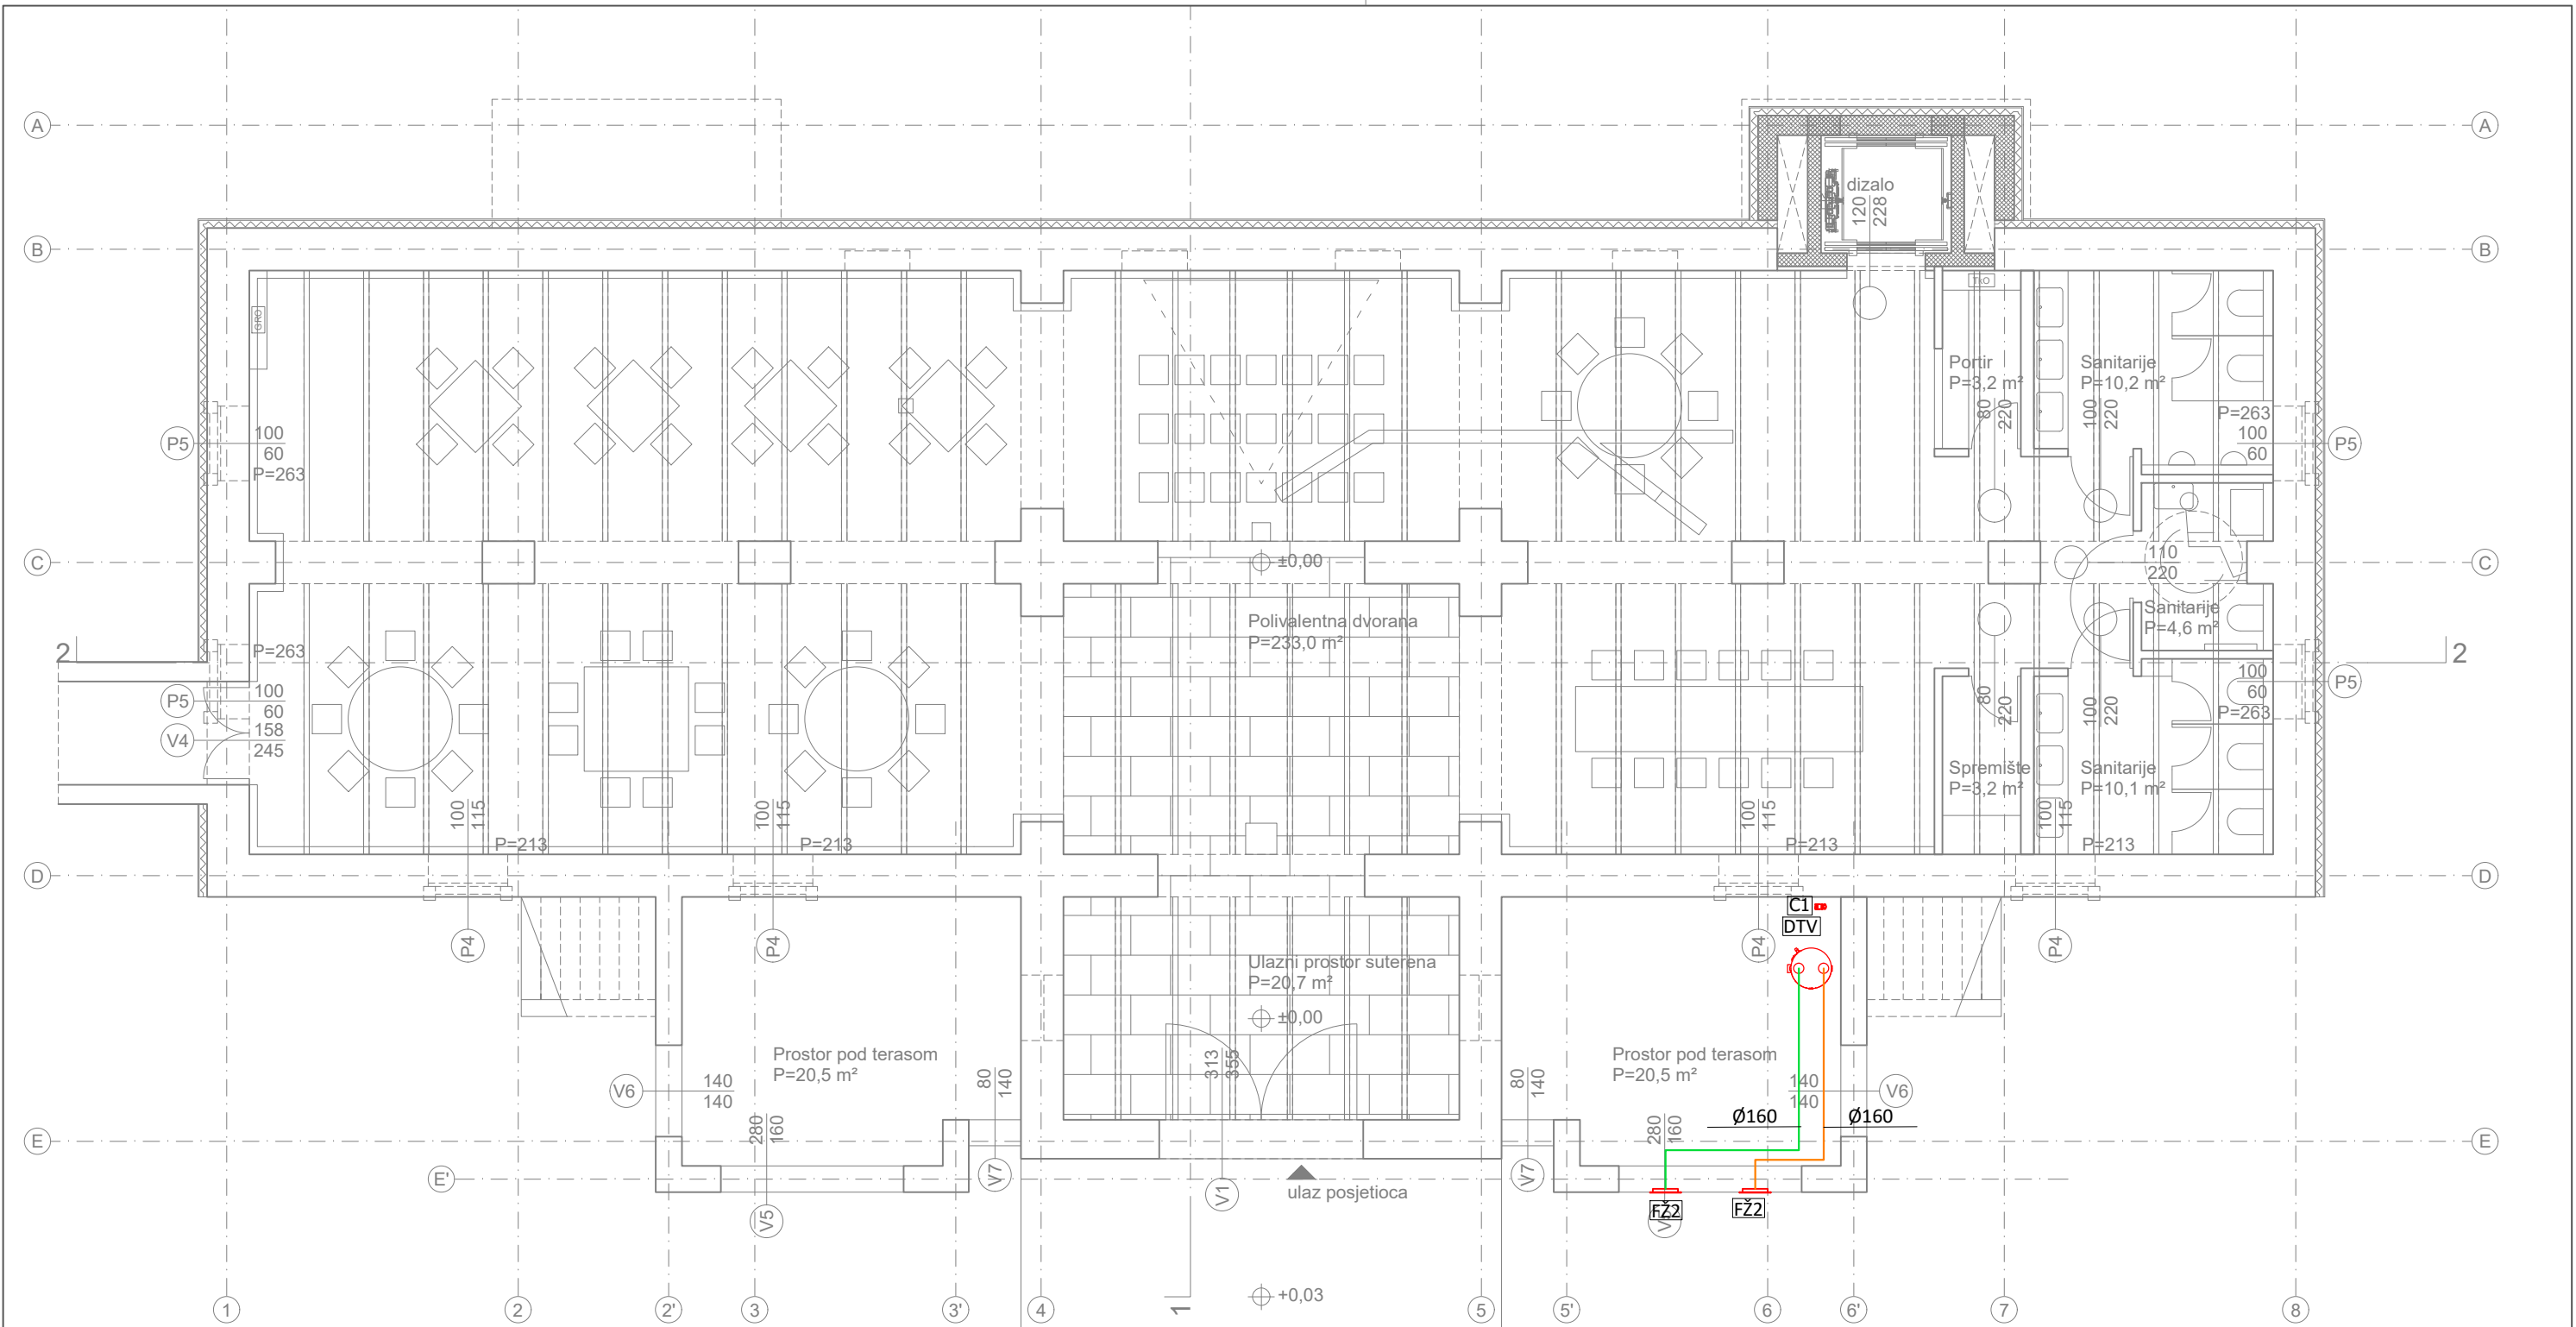 A
A
dizalo
120
228
B
B
GRO
TkO
Portir
P=3,2 m²
80
220
Sanitarije
P=10,2 m²
100
220
P=263
100
60
P5
P5
100
60
P=263
C
C
±0,00
110
220
Sanitarije
P=4,6 m²
Polivalentna dvorana
P=233,0 m²
2
2
P=263
P5
100
60
V4
158
245
100
60
P=263
P5
80
220
100
220
Spremište
P=3,2 m²
Sanitarije
P=10,1 m²
100
115
P=213
100
115
P=213
100
115
P=213
100
115
P=213
D
D
C1
DTV
P4
P4
P4
P4
Ulazni prostor suterena
P=20,7 m²
±0,00
Prostor pod terasom
P=20,5 m²
Prostor pod terasom
P=20,5 m²
V6
140
140
80
140
313
355
80
140
140
140
V6
280
160
280
160
Ø160
Ø160
E
E
E'
V7
V7
V1
ulaz posjetioca
V5
FŽ2
FŽ2
+0,03
1
1
2
2'
3
3'
4
5
5'
6
6'
7
8